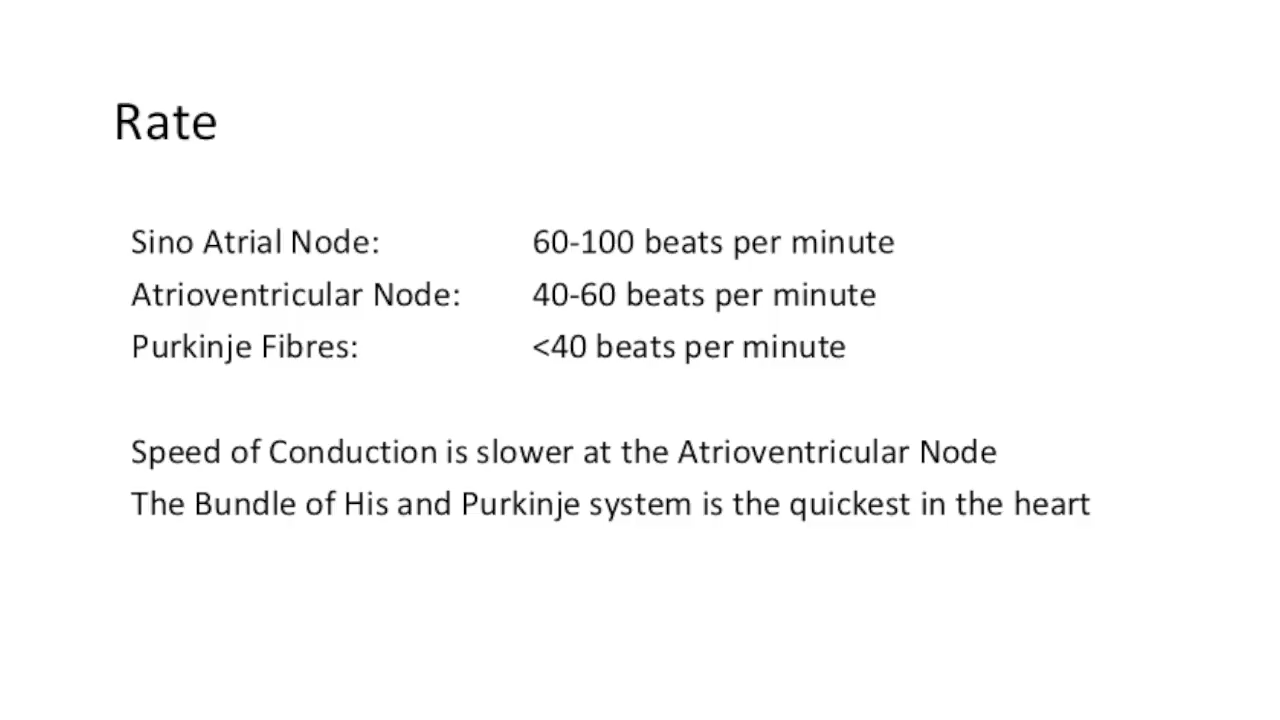 Rate
Sino Atrial Node: 60-100 beats per minute
Atrioventricular Node: 40-60 beats per minute
Purkinje Fibres: <40 beats per minute
Speed of Conduction is slower at the Atrioventricular Node
The Bundle of His and Purkinje system is the quickest in the heart